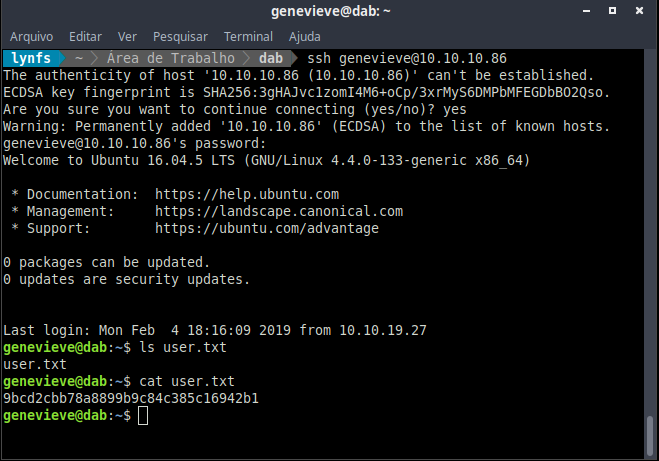 genevieve@dab: ~
Arquivo Editar Ver Pesquisar Terminal Ajuda
lynfs ~ Área de Trabalho dab ssh genevieve@10.10.10.86
The authenticity of host '10.10.10.86 (10.10.10.86)' can't be established.
ECDSA key fingerprint is SHA256:3gHAJvc1zomI4M6+oCp/3xrMyS6DMPbMFEGDbBO2Qso.
Are you sure you want to continue connecting (yes/no)? yes
Warning: Permanently added '10.10.10.86' (ECDSA) to the list of known hosts.
genevieve@10.10.10.86's password:
Welcome to Ubuntu 16.04.5 LTS (GNU/Linux 4.4.0-133-generic x86_64)
* Documentation: https://help.ubuntu.com
* Management: https://landscape.canonical.com
* Support: https://ubuntu.com/advantage
0 packages can be updated.
0 updates are security updates.
Last login: Mon Feb 4 18:16:09 2019 from 10.10.19.27
genevieve@dab:~$ ls user.txt
user.txt
genevieve@dab:~$ cat user.txt
9bcd2cbb78a8899b9c84c385c16942b1
genevieve@dab:~$